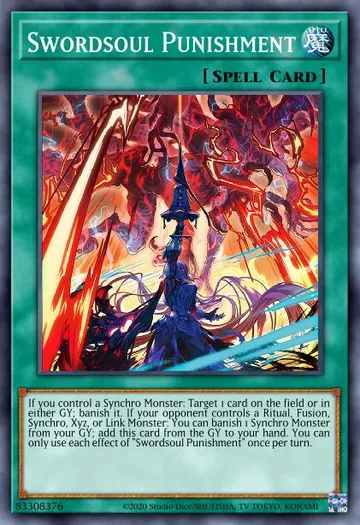 Swordsoul Punishment
魔
[Spell Card]
If you control a Synchro Monster: Target 1 card on the field or in
either GY; banish it. If your opponent controls a Ritual, Fusion,
Synchro, Xyz, or Link Monster: You can banish 1 Synchro Monster
from your GY; add this card from the GY to your hand. You can
only use each effect of "Swordsoul Punishment" once per turn.
83308376
©2020 Studio Dice/SHUEISHA, TV TOKYO, KONAMI